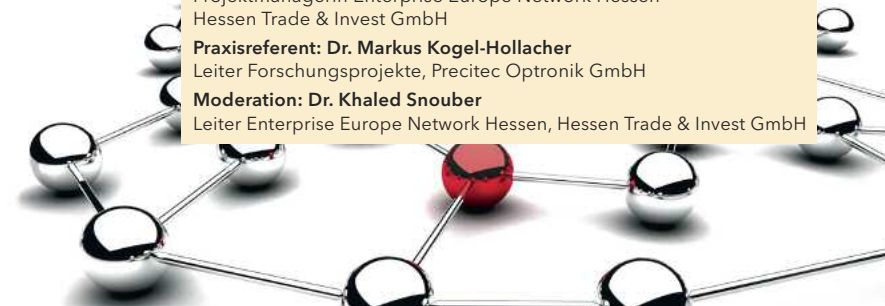 Projektmanagerin Enterprise Europe Network Hessen
Hessen Trade & Invest GmbH
Praxisreferent: Dr. Markus Kogel-Hollacher
Leiter Forschungsprojekte, Precitec Optronik GmbH
Moderation: Dr. Khaled Snouber
Leiter Enterprise Europe Network Hessen, Hessen Trade & Invest GmbH